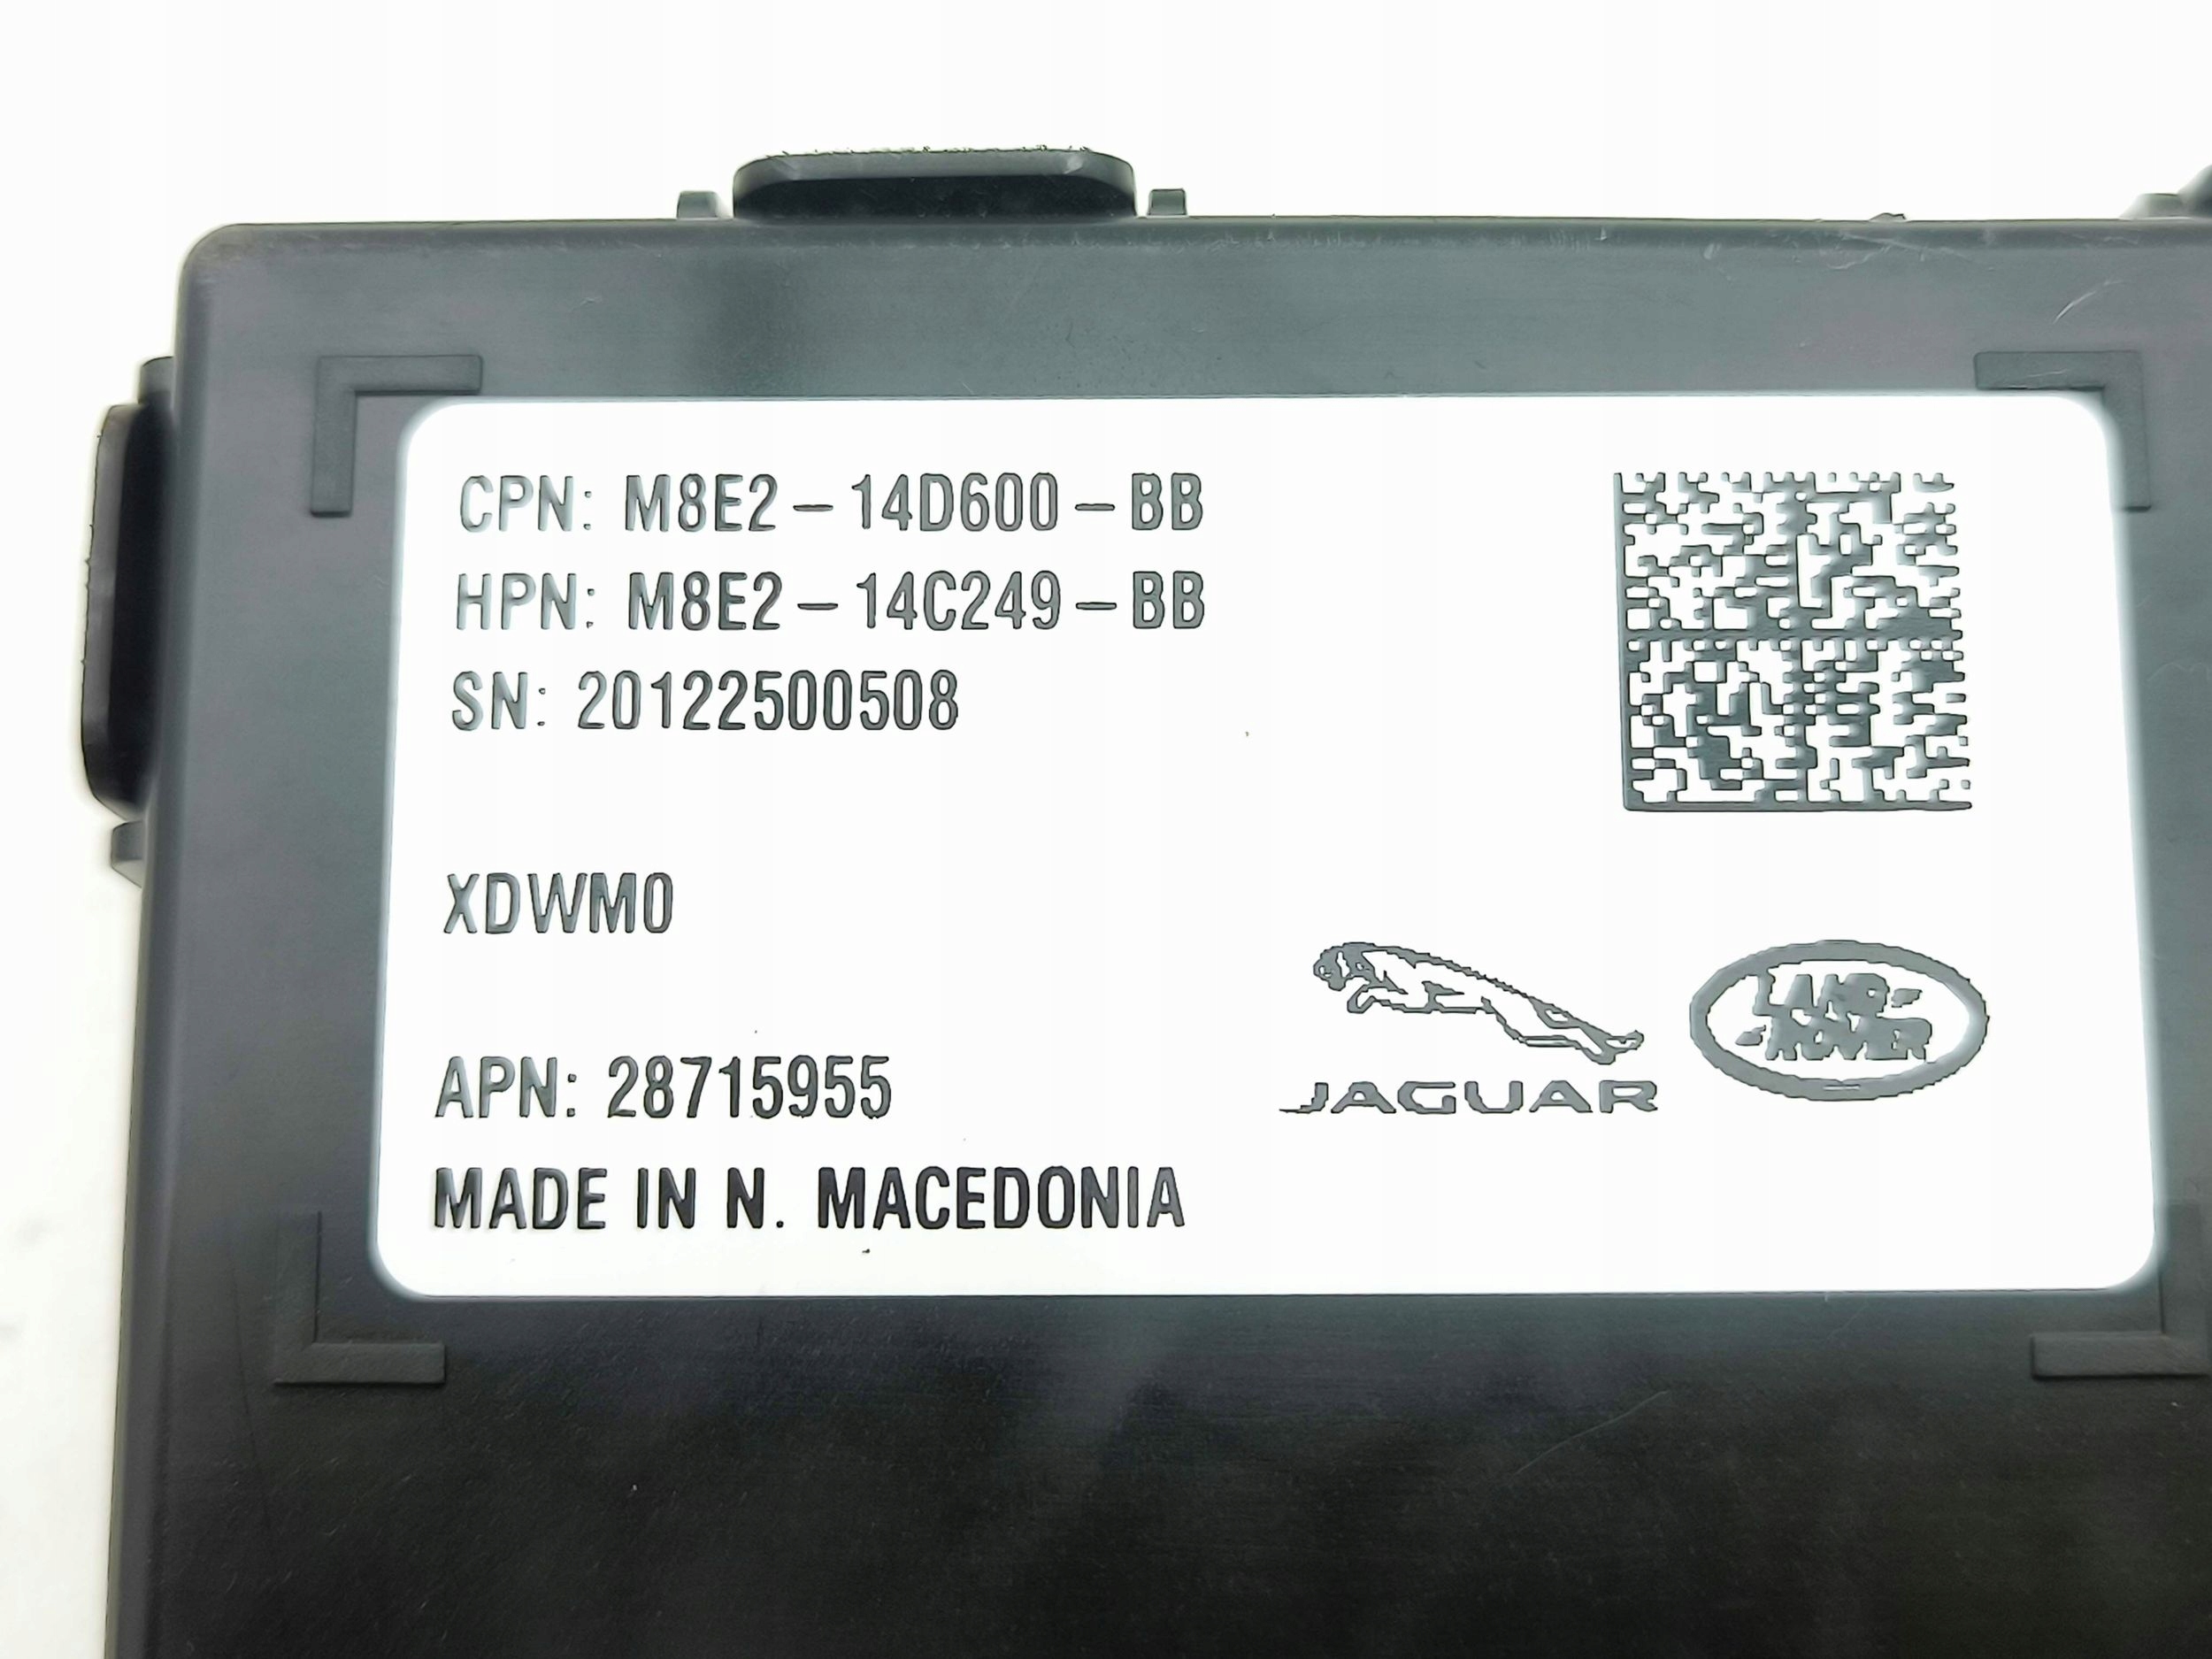 CPN: M8E2-14D600-BB
HPN: M8E2-14C249-BB
SN: 20122500508
XDWM0
APN: 28715955
MADE IN N. MACEDONIA
JAGUAR
LAND-
-ROVER